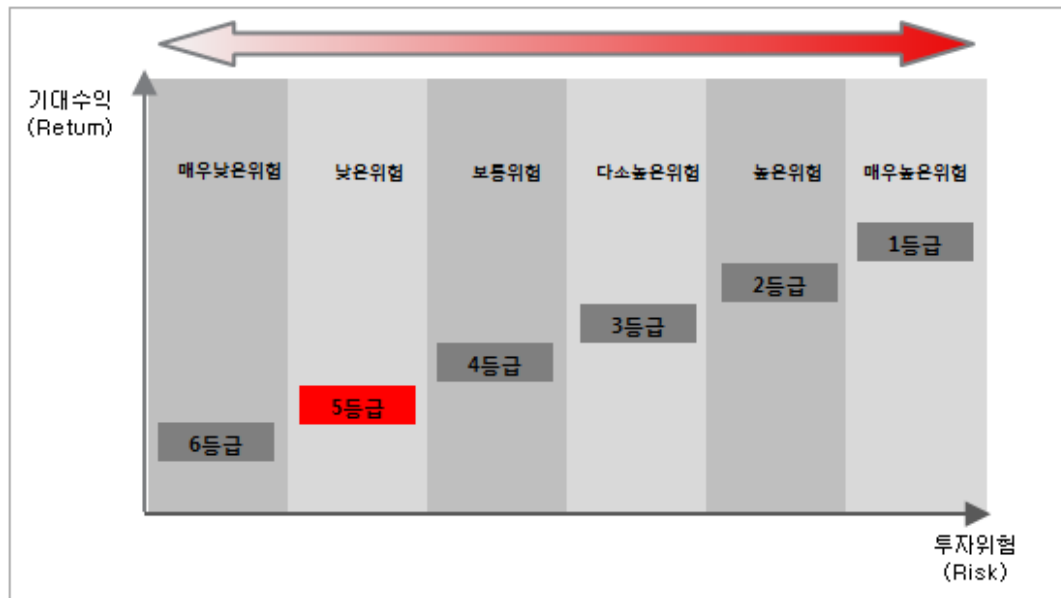 기대수익
(Return)
매우낮은위험 낮은위험 보통위험 다소높은위험 높은위험 매우높은위험
1등급
2등급
3등급
4등급
5등급
6등급
투자위험
(Risk)